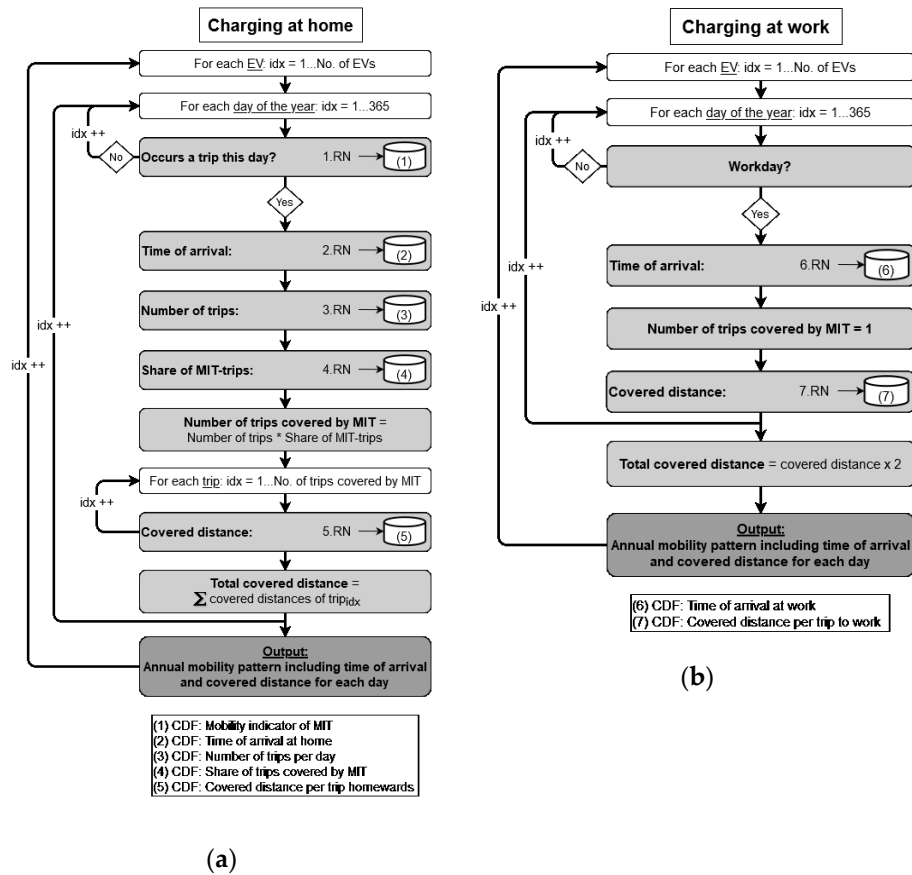 Charging at home
For each EV: idx = 1...No. of EVs
For each day of the year: idx = 1...365
idx ++
No
Occurs a trip this day? 1.RN (1)
Yes
Time of arrival: 2.RN (2)
Number of trips: 3.RN (3)
idx ++
idx ++
Share of MIT-trips: 4.RN (4)
Number of trips covered by MIT =
Number of trips * Share of MIT-trips
For each trip: idx = 1...No. of trips covered by MIT
idx ++
Covered distance: 5.RN (5)
Total covered distance =
∑ covered distances of tripidx
Output:
Annual mobility pattern including time of arrival
and covered distance for each day
(1) CDF: Mobility indicator of MIT
(2) CDF: Time of arrival at home
(3) CDF: Number of trips per day
(4) CDF: Share of trips covered by MIT
(5) CDF: Covered distance per trip homewards
(a)
Charging at work
For each EV: idx = 1...No. of EVs
For each day of the year: idx = 1...365
idx ++
No
Workday?
Yes
Time of arrival: 6.RN (6)
idx ++
idx ++
Number of trips covered by MIT = 1
Covered distance: 7.RN (7)
Total covered distance = covered distance x 2
Output:
Annual mobility pattern including time of arrival
and covered distance for each day
(6) CDF: Time of arrival at work
(7) CDF: Covered distance per trip to work
(b)